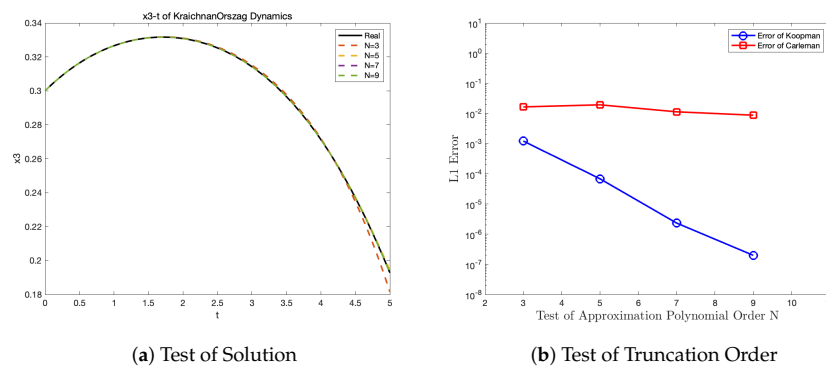 x3-t of KraichnanOrszag Dynamics
0.34
0.32
0.3
0.28
0.26
0.24
0.22
0.2
0.18
x3
0 0.5 1 1.5 2 2.5 3 3.5 4 4.5 5
t
Real
N=3
N=5
N=7
N=9
(a) Test of Solution
10^1
10^0
10^-1
10^-2
10^-3
10^-4
10^-5
10^-6
10^-7
10^-8
L1 Error
2 3 4 5 6 7 8 9 10
Test of Approximation Polynomial Order N
Error of Koopman
Error of Carleman
(b) Test of Truncation Order